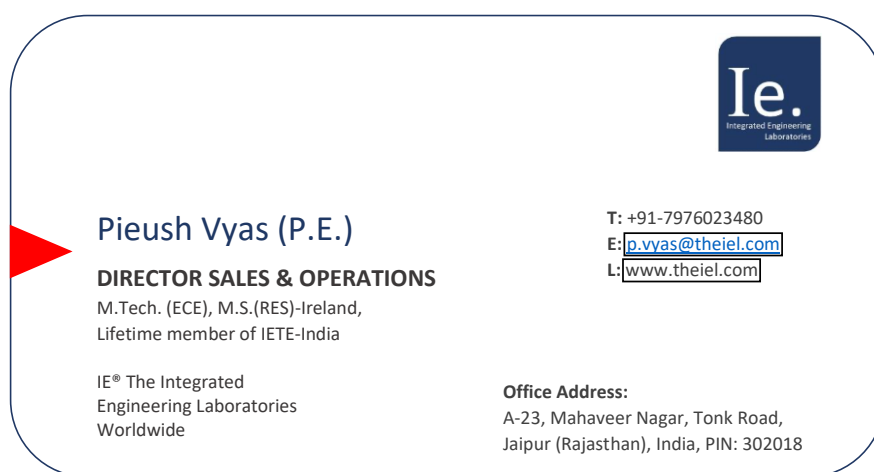 Ie.
Integrated Engineering
Laboratories
Pieush Vyas (P.E.)
DIRECTOR SALES & OPERATIONS
M.Tech. (ECE), M.S.(RES)-Ireland,
Lifetime member of IETE-India
IE® The Integrated
Engineering Laboratories
Worldwide
T: +91-7976023480
E: p.vyas@theiel.com
L: www.theiel.com
Office Address:
A-23, Mahaveer Nagar, Tonk Road,
Jaipur (Rajasthan), India, PIN: 302018